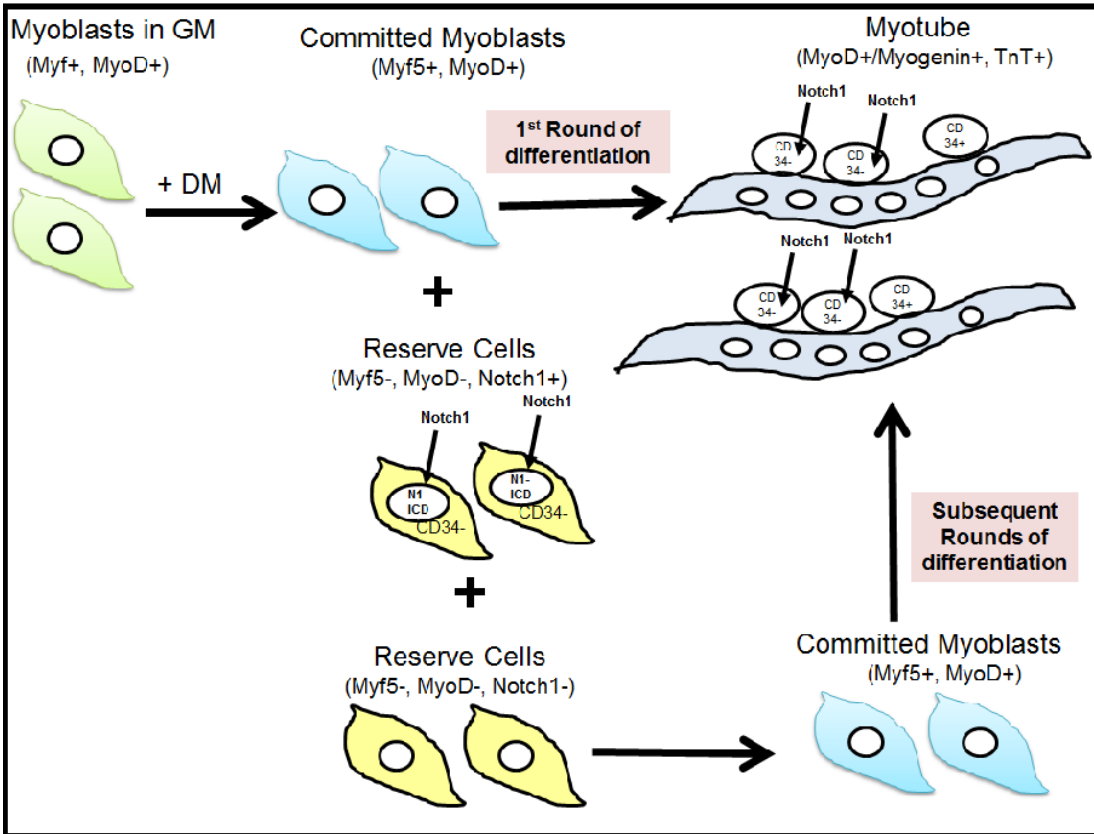 Myoblasts in GM
(Myf+, MyoD+)
+ DM
Committed Myoblasts
(Myf5+, MyoD+)
1st Round of
differentiation
Myotube
(MyoD+/Myogenin+, TnT+)
Notch1
Notch1
CD
34-
CD
34-
CD
34+
Notch1
Notch1
CD
34-
CD
34-
CD
34+
+
Reserve Cells
(Myf5-, MyoD-, Notch1+)
Notch1
Notch1
N1
ICD
CD34-
N1-
ICD
CD34-
+
Reserve Cells
(Myf5-, MyoD-, Notch1-)
Committed Myoblasts
(Myf5+, MyoD+)
Subsequent
Rounds of
differentiation